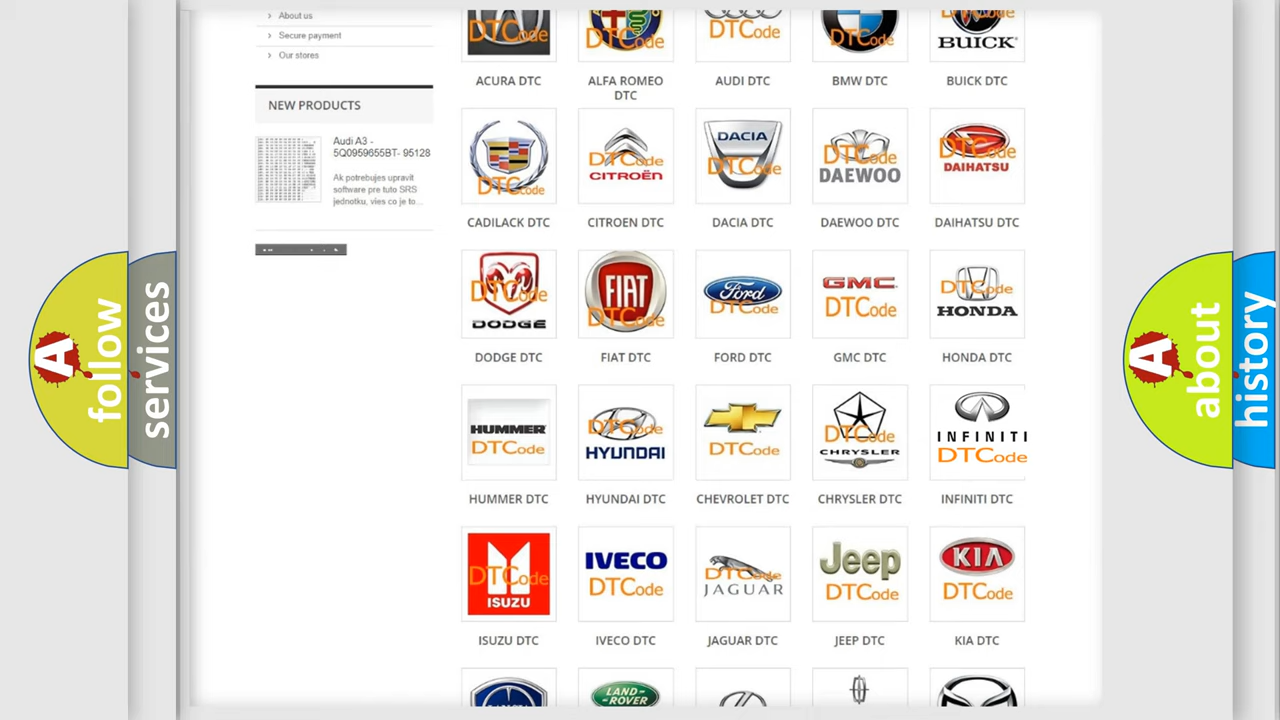 About us
Secure payment
Our stores
NEW PRODUCTS
Audi A3 -
5Q0959655BT- 95128
Ak potrebujes upravit
software pre tuto SRS
jednotku, vies co je to...
DTCode
DTCode
DTCode
DTCode
BUICK
ACURA DTC
ALFA ROMEO
DTC
AUDI DTC
BMW DTC
BUICK DTC
DTCode
DTCode
CITROËN
DACIA
DTCode
DTCode
DAEWOO
DTCode
DAIHATSU
CADILACK DTC
CITROEN DTC
DACIA DTC
DAEWOO DTC
DAIHATSU DTC
DTCode
DODGE
FIAT
DTCode
Ford
DTCode
GMC
DTCode
DTCode
HONDA
DODGE DTC
FIAT DTC
FORD DTC
GMC DTC
HONDA DTC
HUMMER
DTCode
DTCode
HYUNDAI
DTCode
DTCode
CHRYSLER
INFINITI
DTCode
HUMMER DTC
HYUNDAI DTC
CHEVROLET DTC
CHRYSLER DTC
INFINITI DTC
DTCode
ISUZU
IVECO
DTCode
DTCode
JAGUAR
Jeep
DTCode
KIA
DTCode
ISUZU DTC
IVECO DTC
JAGUAR DTC
JEEP DTC
KIA DTC
LAND-
ROVER
A
follow
services
A
about
history